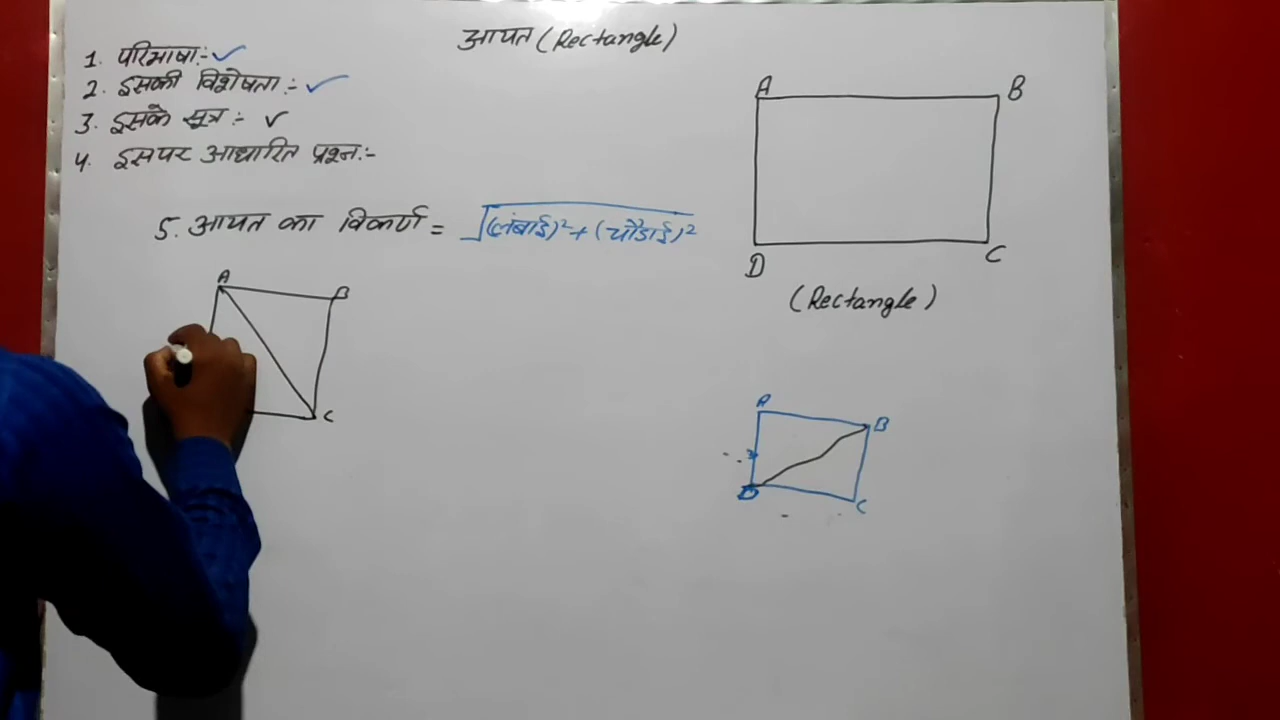 आयत (Rectangle)
1. परिभाषा:- ✓
2. इसकी विशेषता:- ✓
3. इसके सूत्र:- ✓
4. इसपर आधारित प्रश्न:-
5. आयत का विकर्ण = √(लंबाई)²+(चौडाई)²
A B
D C
(Rectangle)
A B
C
A B
D C